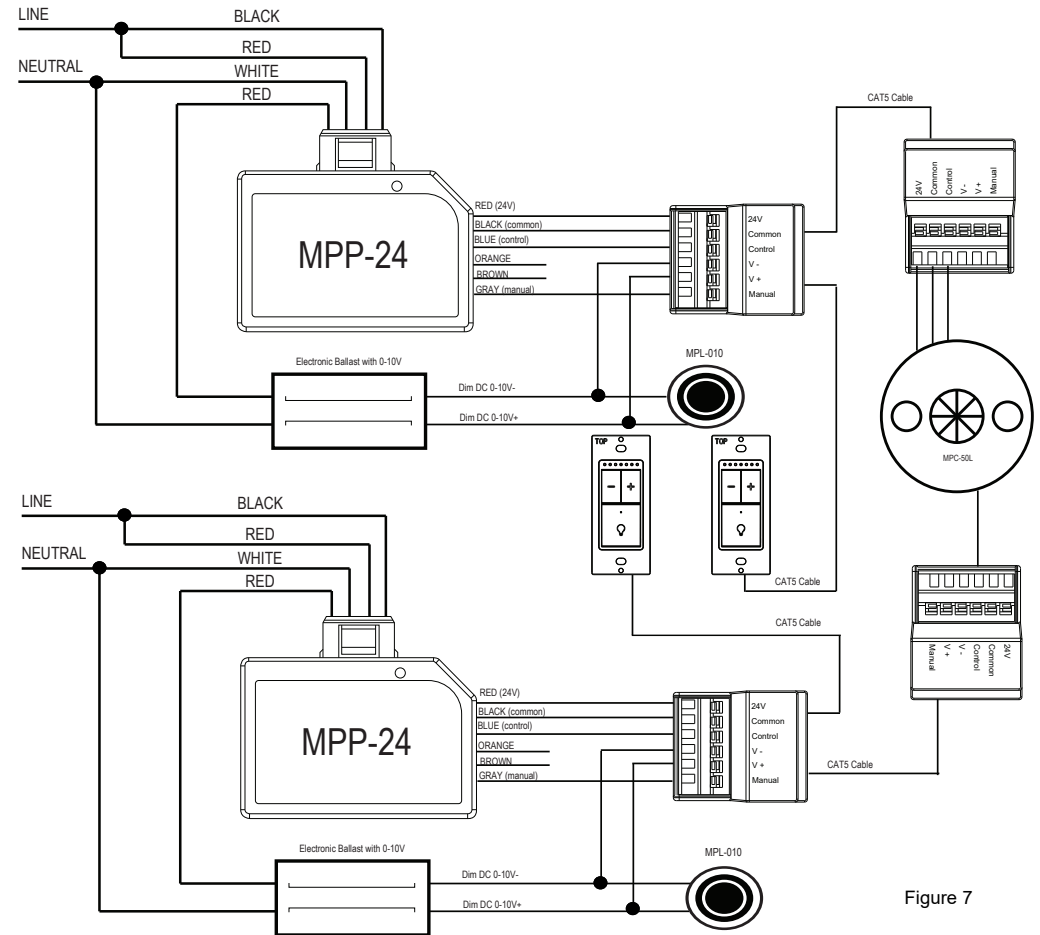 LINE
BLACK
RED
NEUTRAL
WHITE
RED
MPP-24
RED (24V)
BLACK (common)
BLUE (control)
ORANGE
BROWN
GRAY (manual)
24V
Common
Control
V -
V +
Manual
CAT5 Cable
24V
Common
Control
V -
V +
Manual
Electronic Ballast with 0-10V
Dim DC 0-10V-
Dim DC 0-10V+
MPL-010
TOP
- +
TOP
- +
MPC-50L
CAT5 Cable
CAT5 Cable
LINE
BLACK
RED
NEUTRAL
WHITE
RED
MPP-24
RED (24V)
BLACK (common)
BLUE (control)
ORANGE
BROWN
GRAY (manual)
24V
Common
Control
V -
V +
Manual
CAT5 Cable
Manual
V +
V -
Control
Common
24V
Electronic Ballast with 0-10V
Dim DC 0-10V-
Dim DC 0-10V+
MPL-010
Figure 7